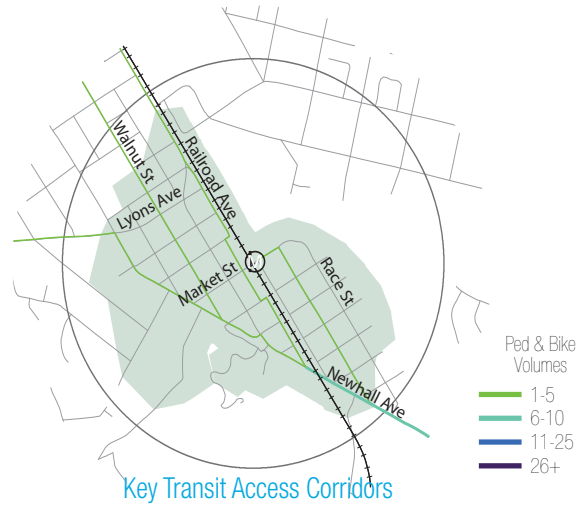 Walnut St
Railroad Ave
Lyons Ave
Market St
M
Race St
Newhall Ave
Ped & Bike
Volumes
1-5
6-10
11-25
26+
Key Transit Access Corridors